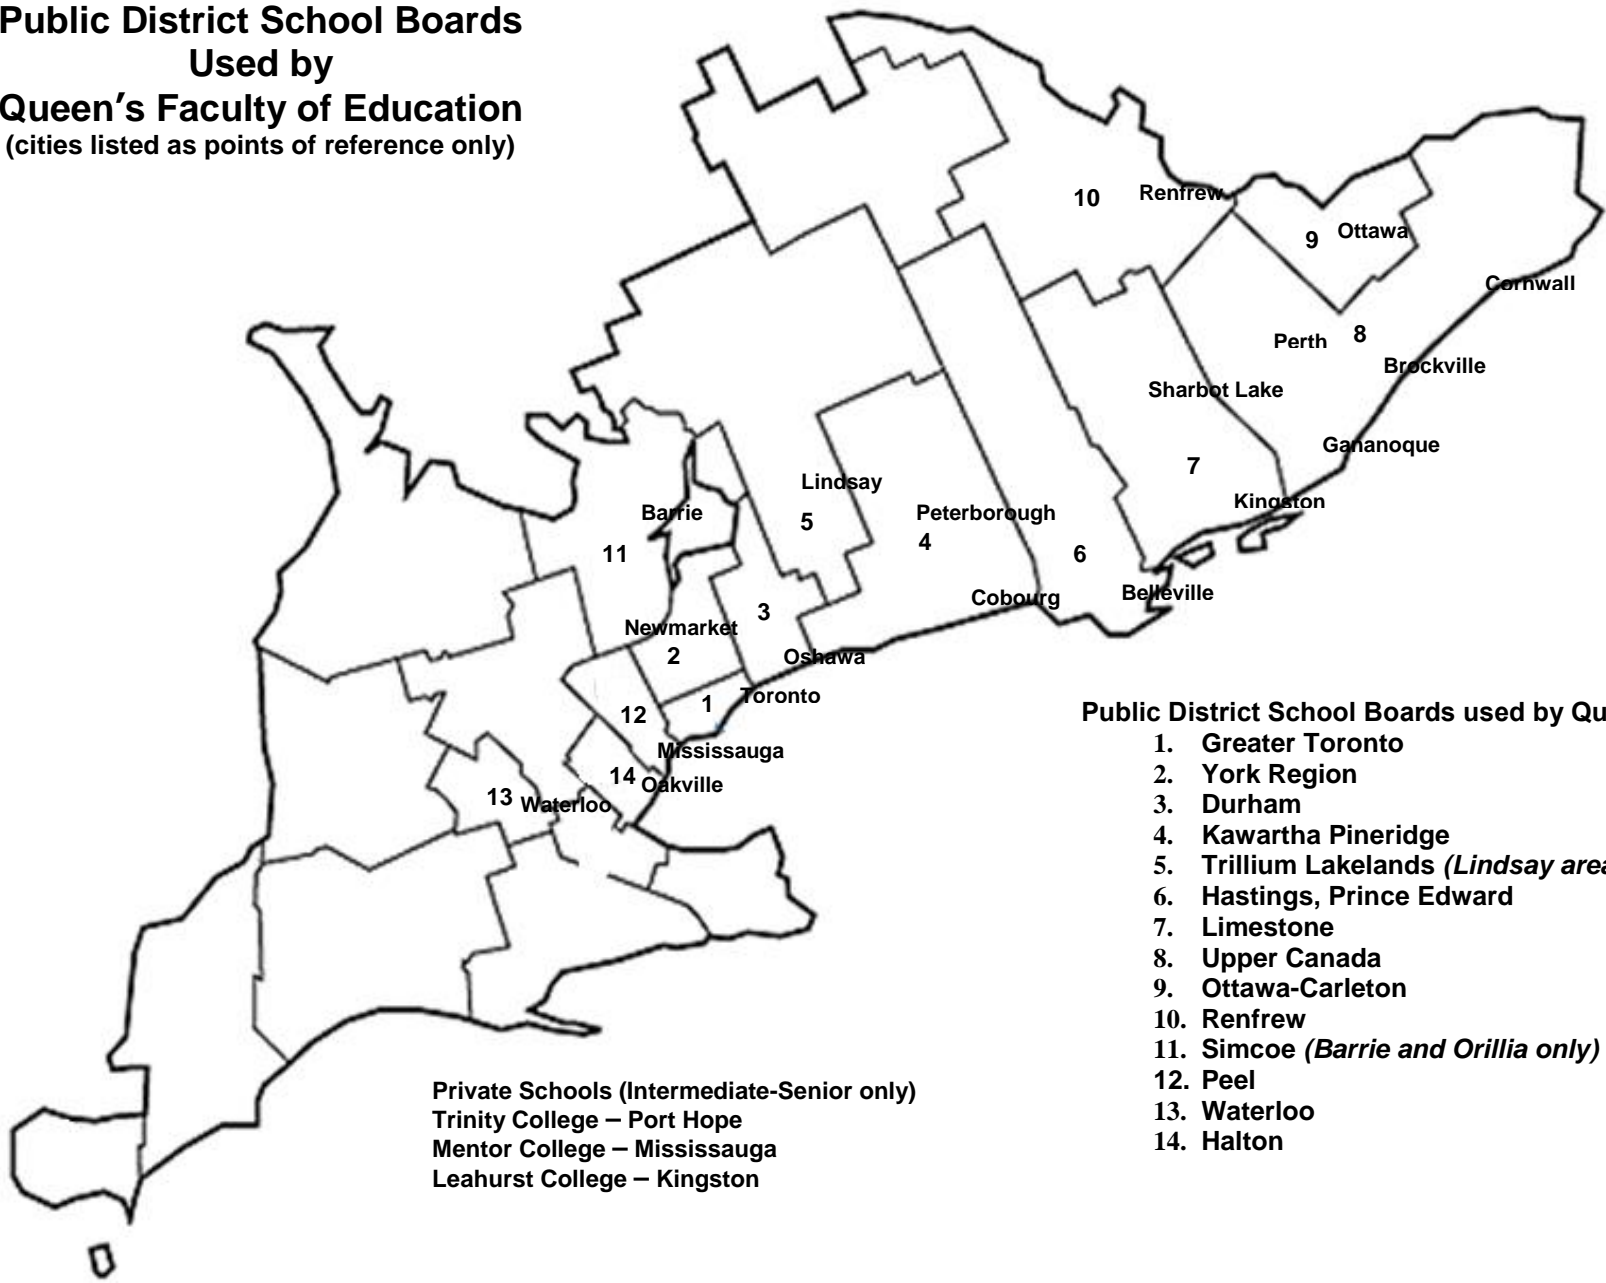 Public District School Boards
Used by
Queen's Faculty of Education
(cities listed as points of reference only)
10 Renfrew
9 Ottawa
Cornwall
Perth 8
Brockville
Sharbot Lake
Gananoque
7
Kingston
Lindsay
5
Barrie
11
Peterborough
4
6
Cobourg
Belleville
3
Newmarket
2
Oshawa
Toronto
1
12
Mississauga
14 Oakville
13 Waterloo
Public District School Boards used by Qu
1. Greater Toronto
2. York Region
3. Durham
4. Kawartha Pineridge
5. Trillium Lakelands (Lindsay area
6. Hastings, Prince Edward
7. Limestone
8. Upper Canada
9. Ottawa-Carleton
10. Renfrew
11. Simcoe (Barrie and Orillia only)
12. Peel
13. Waterloo
14. Halton
Private Schools (Intermediate-Senior only)
Trinity College – Port Hope
Mentor College – Mississauga
Leahurst College – Kingston